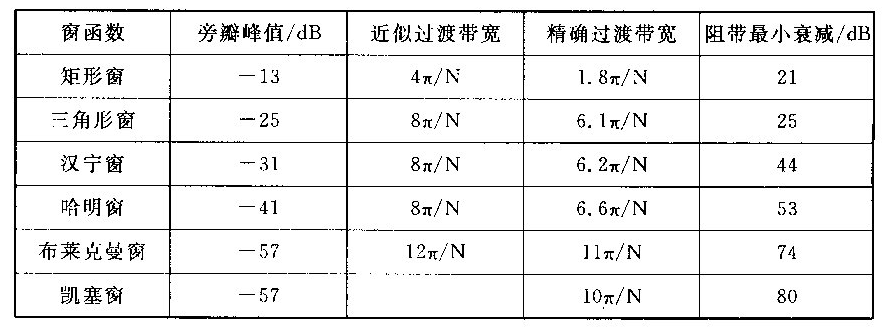 窗函数 旁瓣峰值/dB 近似过渡带宽 精确过渡带宽 阻带最小衰减/dB
矩形窗 -13 4π/N 1.8π/N 21
三角形窗 -25 8π/N 6.1π/N 25
汉宁窗 -31 8π/N 6.2π/N 44
哈明窗 -41 8π/N 6.6π/N 53
布莱克曼窗 -57 12π/N 11π/N 74
凯塞窗 -57 10π/N 80